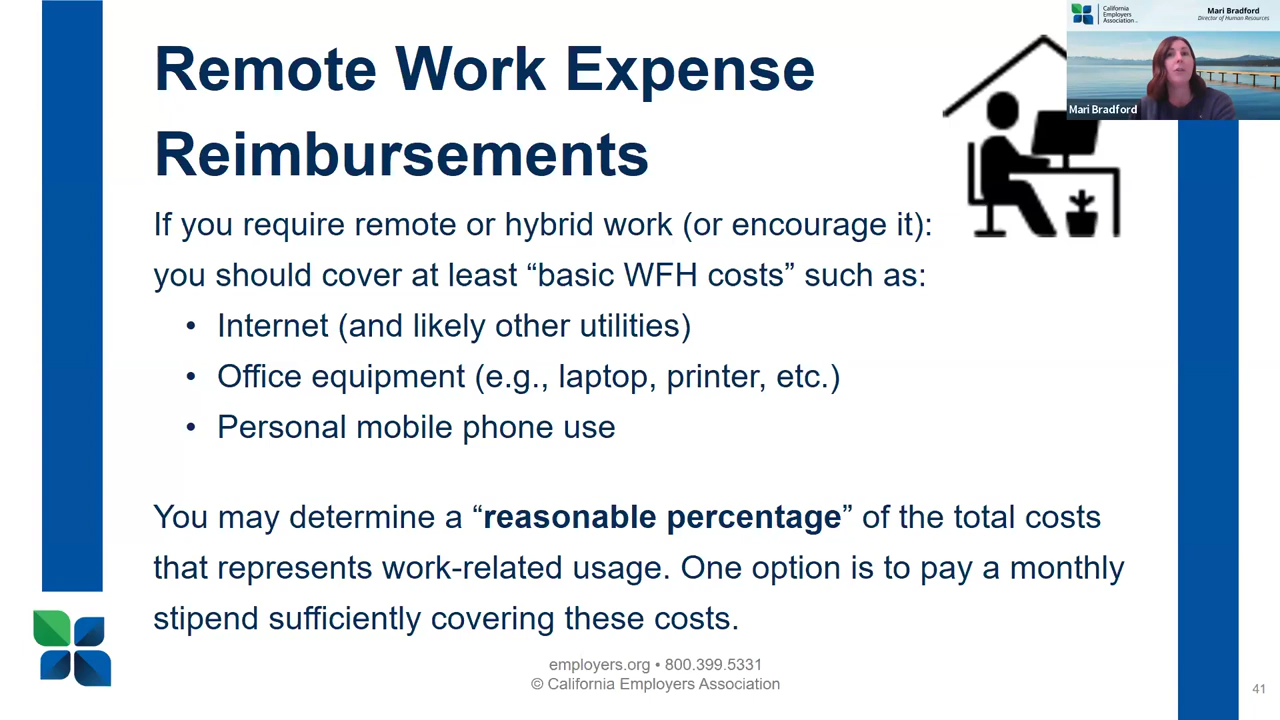 Remote Work Expense
Reimbursements
If you require remote or hybrid work (or encourage it):
you should cover at least “basic WFH costs” such as:
• Internet (and likely other utilities)
• Office equipment (e.g., laptop, printer, etc.)
• Personal mobile phone use
You may determine a “reasonable percentage” of the total costs
that represents work-related usage. One option is to pay a monthly
stipend sufficiently covering these costs.
employers.org • 800.399.5331
© California Employers Association
41
California
Employers
Association
Mari Bradford
Director of Human Resources
Mari Bradford